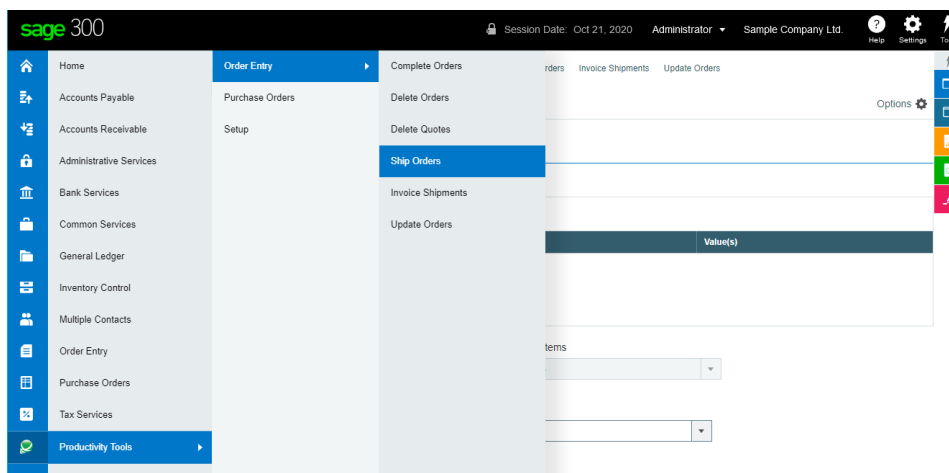 sage 300
Session Date: Oct 21, 2020 Administrator Sample Company Ltd. Help Settings
Home
Accounts Payable
Accounts Receivable
Administrative Services
Bank Services
Common Services
General Ledger
Inventory Control
Multiple Contacts
Order Entry
Purchase Orders
Tax Services
Productivity Tools
Order Entry
Purchase Orders
Setup
Complete Orders
Delete Orders
Delete Quotes
Ship Orders
Invoice Shipments
Update Orders
rders Invoice Shipments Update Orders
Options
Value(s)
tems